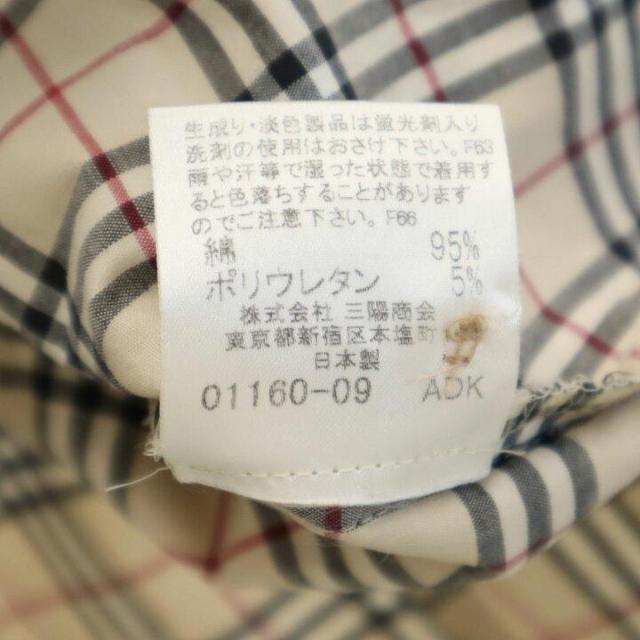 生成り・淡色製品は蛍光剤入り
洗剤の使用はおさけ下さい。F63
雨や汗等で湿った状態で着用す
ると色落ちすることがあります
のでご注意下さい。F66
綿 95%
ポリウレタン 5%
株式会社 三陽商会
東京都新宿区本塩町
日本製
01160-09 ADK